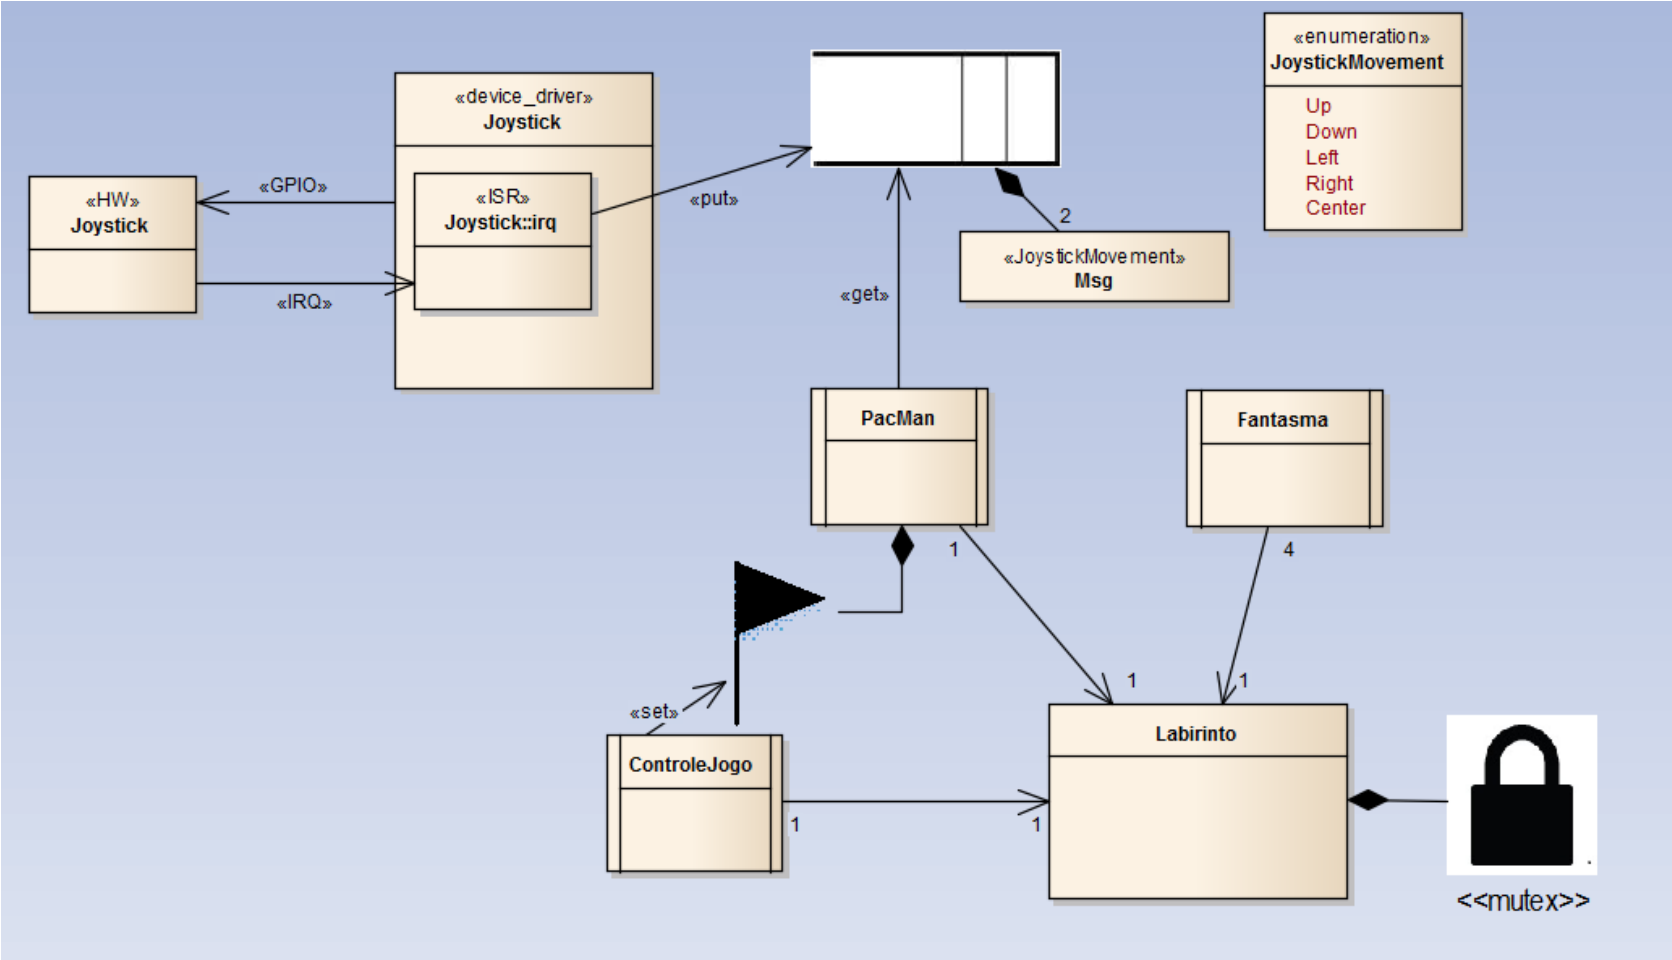 «enumeration»
JoystickMovement
Up
Down
Left
Right
Center
«device_driver»
Joystick
«HW»
Joystick
«GPIO»
«ISR»
Joystick::irq
«IRQ»
«put»
2
«JoystickMovement»
Msg
«get»
PacMan
Fantasma
1
4
1
1
«set»
ControleJogo
Labirinto
1
1
<<mutex>>